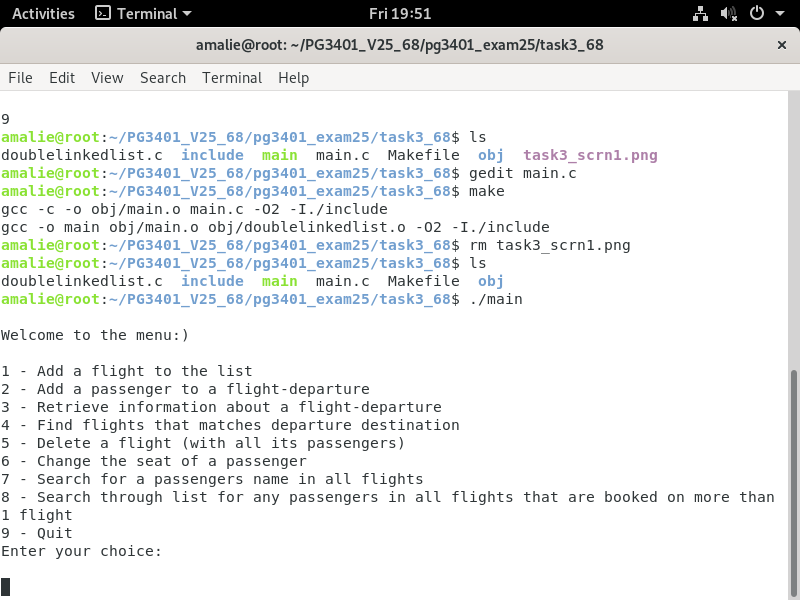 Activities Terminal Fri 19:51
amalie@root: ~/PG3401_V25_68/pg3401_exam25/task3_68 ×
File Edit View Search Terminal Help
9
amalie@root:~/PG3401_V25_68/pg3401_exam25/task3_68$ ls
doublelinkedlist.c  include  main  main.c  Makefile  obj  task3_scrn1.png
amalie@root:~/PG3401_V25_68/pg3401_exam25/task3_68$ gedit main.c
amalie@root:~/PG3401_V25_68/pg3401_exam25/task3_68$ make
gcc -c -o obj/main.o main.c -O2 -I./include
gcc -o main obj/main.o obj/doublelinkedlist.o -O2 -I./include
amalie@root:~/PG3401_V25_68/pg3401_exam25/task3_68$ rm task3_scrn1.png
amalie@root:~/PG3401_V25_68/pg3401_exam25/task3_68$ ls
doublelinkedlist.c  include  main  main.c  Makefile  obj
amalie@root:~/PG3401_V25_68/pg3401_exam25/task3_68$ ./main
Welcome to the menu:)
1 - Add a flight to the list
2 - Add a passenger to a flight-departure
3 - Retrieve information about a flight-departure
4 - Find flights that matches departure destination
5 - Delete a flight (with all its passengers)
6 - Change the seat of a passenger
7 - Search for a passengers name in all flights
8 - Search through list for any passengers in all flights that are booked on more than
1 flight
9 - Quit
Enter your choice: